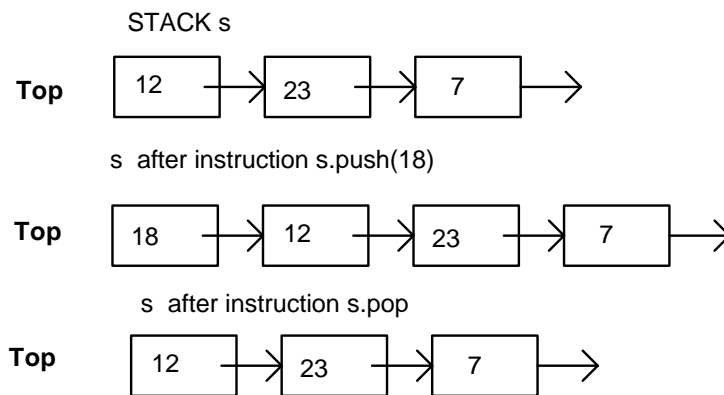 STACK s
Top 12 23 7
s after instruction s.push(18)
Top 18 12 23 7
s after instruction s.pop
Top 12 23 7